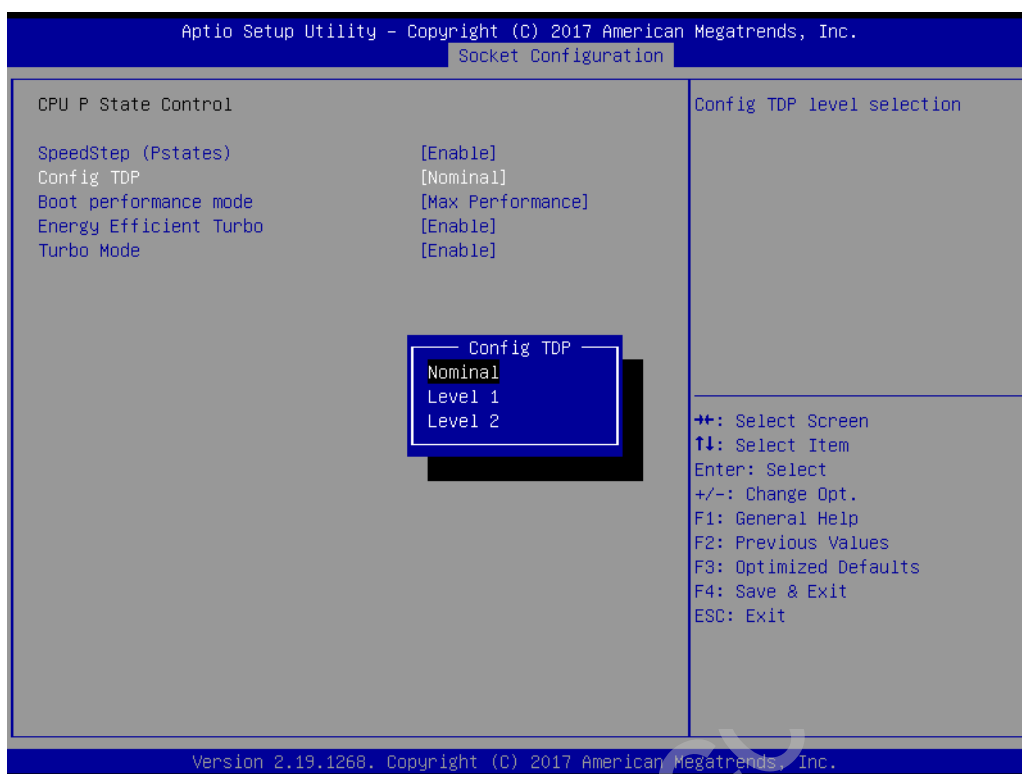 Aptio Setup Utility – Copyright (C) 2017 American Megatrends, Inc.
Socket Configuration
CPU P State Control
SpeedStep (Pstates) [Enable]
Config TDP [Nominal]
Boot performance mode [Max Performance]
Energy Efficient Turbo [Enable]
Turbo Mode [Enable]
Config TDP
Nominal
Level 1
Level 2
Config TDP level selection
→←: Select Screen
↑↓: Select Item
Enter: Select
+/-: Change Opt.
F1: General Help
F2: Previous Values
F3: Optimized Defaults
F4: Save & Exit
ESC: Exit
Version 2.19.1268. Copyright (C) 2017 American Megatrends, Inc.